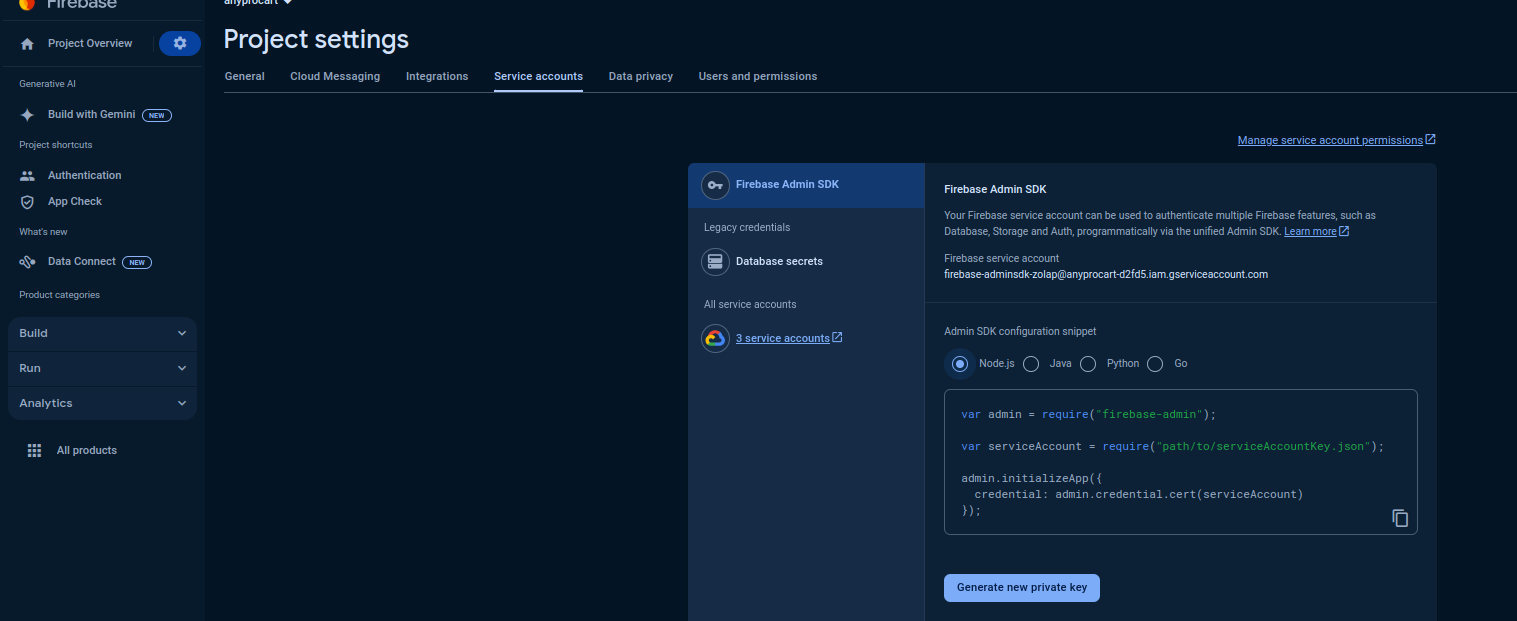 Firebase
Project Overview
Generative AI
Build with Gemini NEW
Project shortcuts
Authentication
App Check
What's new
Data Connect NEW
Product categories
Build
Run
Analytics
All products
anyprocart
Project settings
General Cloud Messaging Integrations Service accounts Data privacy Users and permissions
Manage service account permissions
Firebase Admin SDK
Legacy credentials
Database secrets
All service accounts
3 service accounts
Firebase Admin SDK
Your Firebase service account can be used to authenticate multiple Firebase features, such as
Database, Storage and Auth, programmatically via the unified Admin SDK. Learn more
Firebase service account
firebase-adminsdk-zolap@anyprocart-d2fd5.iam.gserviceaccount.com
Admin SDK configuration snippet
Node.js Java Python Go
var admin = require("firebase-admin");
var serviceAccount = require("path/to/serviceAccountKey.json");
admin.initializeApp({
  credential: admin.credential.cert(serviceAccount)
});
Generate new private key